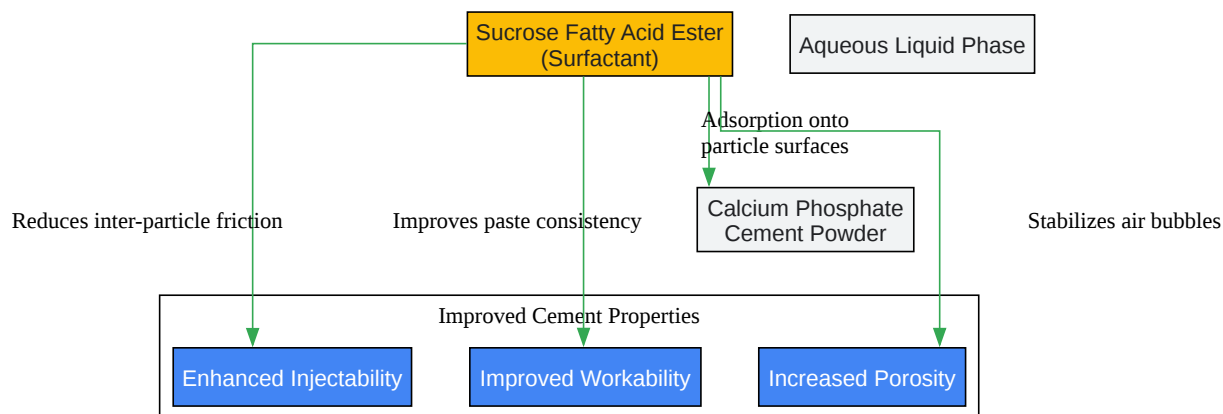 Sucrose Fatty Acid Ester
(Surfactant)
Aqueous Liquid Phase
Adsorption onto
particle surfaces
Reduces inter-particle friction
Improves paste consistency
Calcium Phosphate
Cement Powder
Stabilizes air bubbles
Improved Cement Properties
Enhanced Injectability
Improved Workability
Increased Porosity